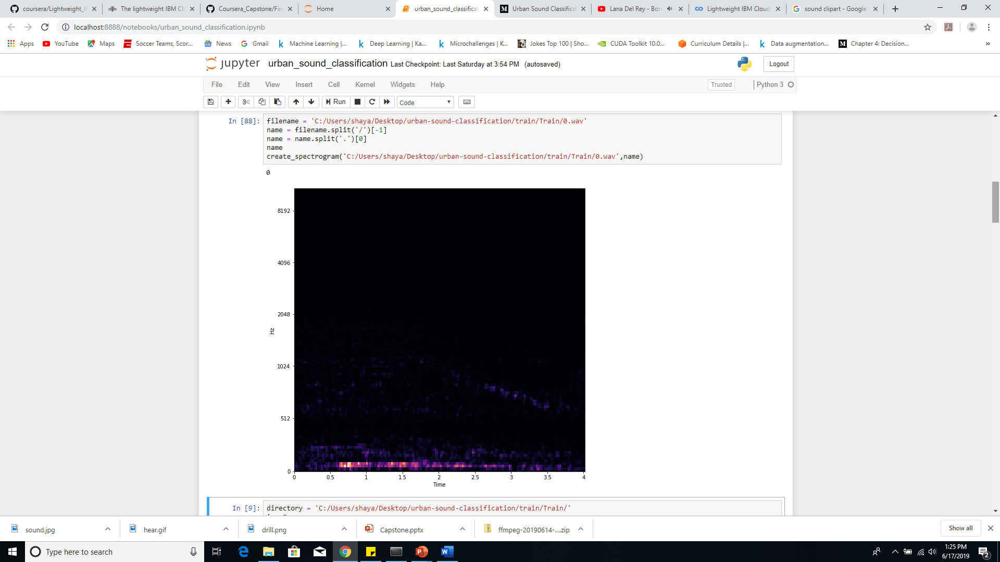 coursera/Lightweight_I
The lightweight IBM Cl
Coursera_Capstone/Fin
Home
urban_sound_classificat
Urban Sound Classifica
Lana Del Rey - Bor
Lightweight IBM Cloud
sound clipart - Google
localhost:8888/notebooks/urban_sound_classification.ipynb
Apps
YouTube
Maps
Soccer Teams, Scor...
News
Gmail
Machine Learning |...
Deep Learning | Ka...
Microchallenges | K...
Jokes Top 100 | Sho...
CUDA Toolkit 10.0...
Curriculum Details |...
Data augmentation...
Chapter 4: Decision...
»
jupyter urban_sound_classification Last Checkpoint: Last Saturday at 3:54 PM (autosaved)
Logout
File Edit View Insert Cell Kernel Widgets Help
Trusted
Python 3
Run
Code
In [88]:
filename = 'C:/Users/shaya/Desktop/urban-sound-classification/train/Train/0.wav'
name = filename.split('/')[-1]
name = name.split('.')[0]
name
create_spectrogram('C:/Users/shaya/Desktop/urban-sound-classification/train/Train/0.wav',name)
0
8192
4096
2048
Hz
1024
512
0
0 0.5 1 1.5 2 2.5 3 3.5 4
Time
In [9]:
directory = 'C:/Users/shaya/Desktop/urban-sound-classification/train/Train/'
sound.jpg
hear.gif
drill.png
Capstone.pptx
ffmpeg-20190614-....zip
Show all
Type here to search
1:25 PM
6/17/2019
2